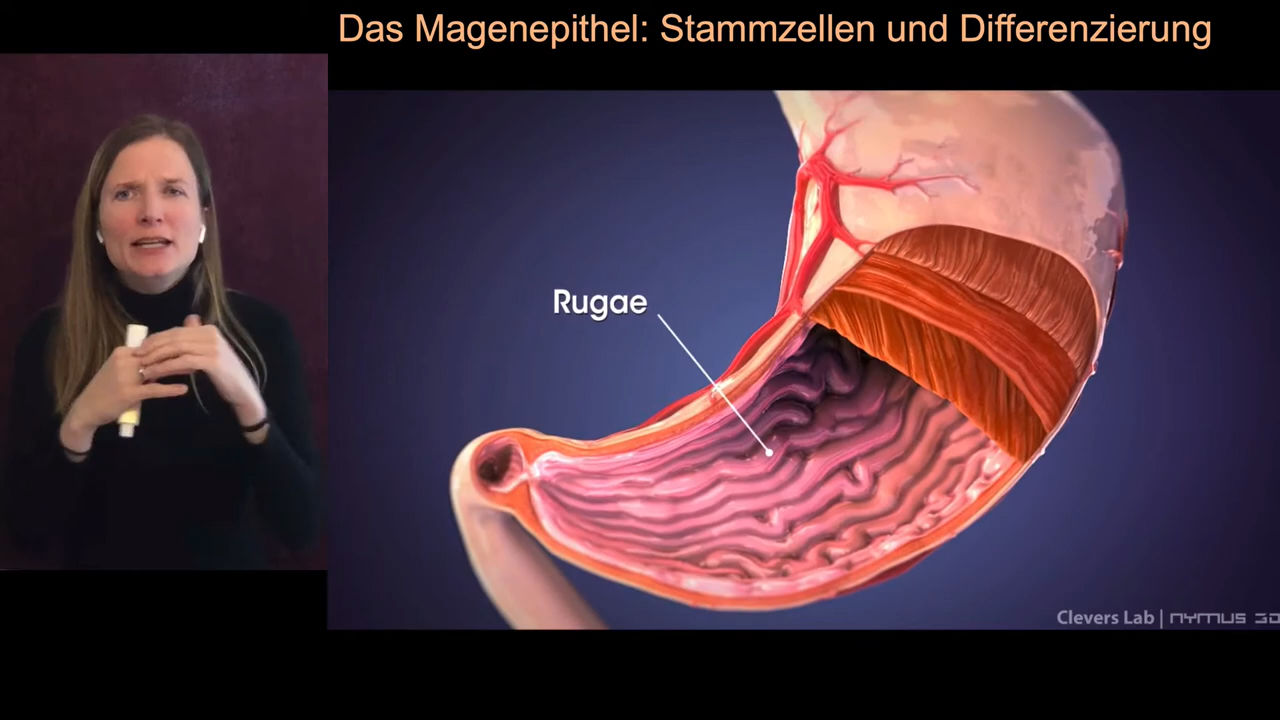 Das Magenepithel: Stammzellen und Differenzierung
Rugae
Clevers Lab | NYMUS 3D